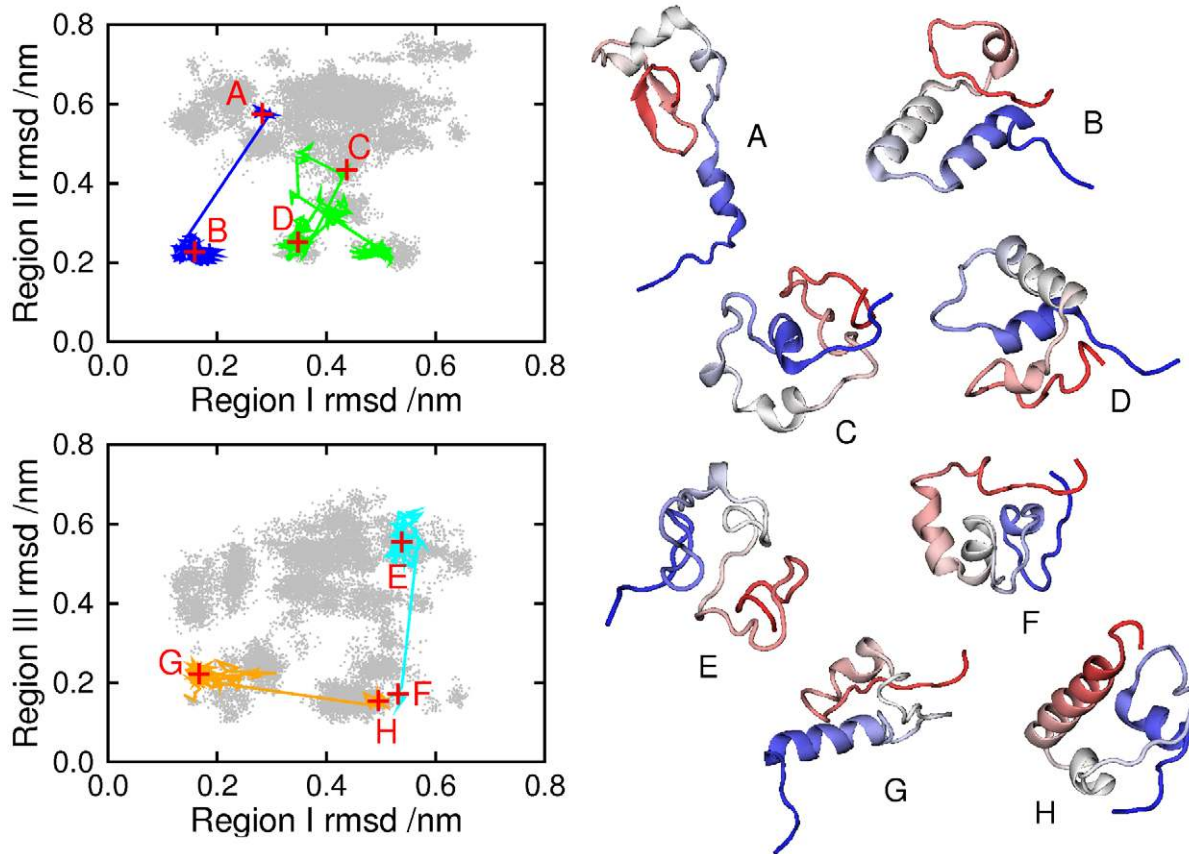 0.8
0.6
0.4
0.2
0.0
0.0 0.2 0.4 0.6 0.8
Region II rmsd /nm
Region I rmsd /nm
A
C
B
D
0.8
0.6
0.4
0.2
0.0
0.0 0.2 0.4 0.6 0.8
Region III rmsd /nm
Region I rmsd /nm
E
G
F
H
A
B
C
D
E
F
G
H